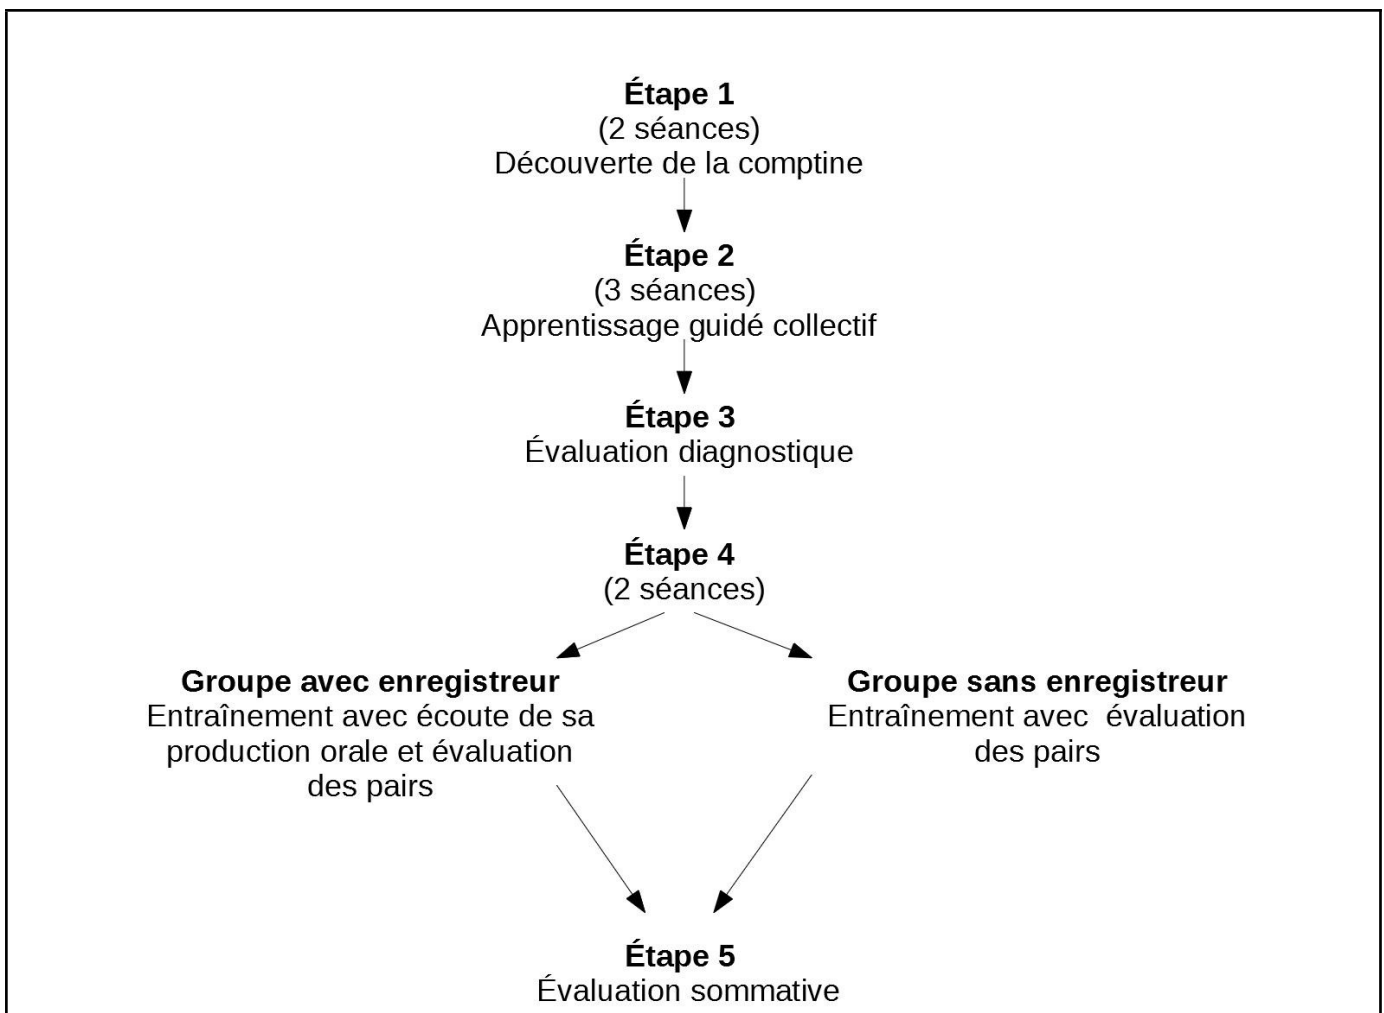 Étape 1
(2 séances)
Découverte de la comptine
Étape 2
(3 séances)
Apprentissage guidé collectif
Étape 3
Évaluation diagnostique
Étape 4
(2 séances)
Groupe avec enregistreur
Entraînement avec écoute de sa
production orale et évaluation
des pairs
Groupe sans enregistreur
Entraînement avec  évaluation
des pairs
Étape 5
Évaluation sommative